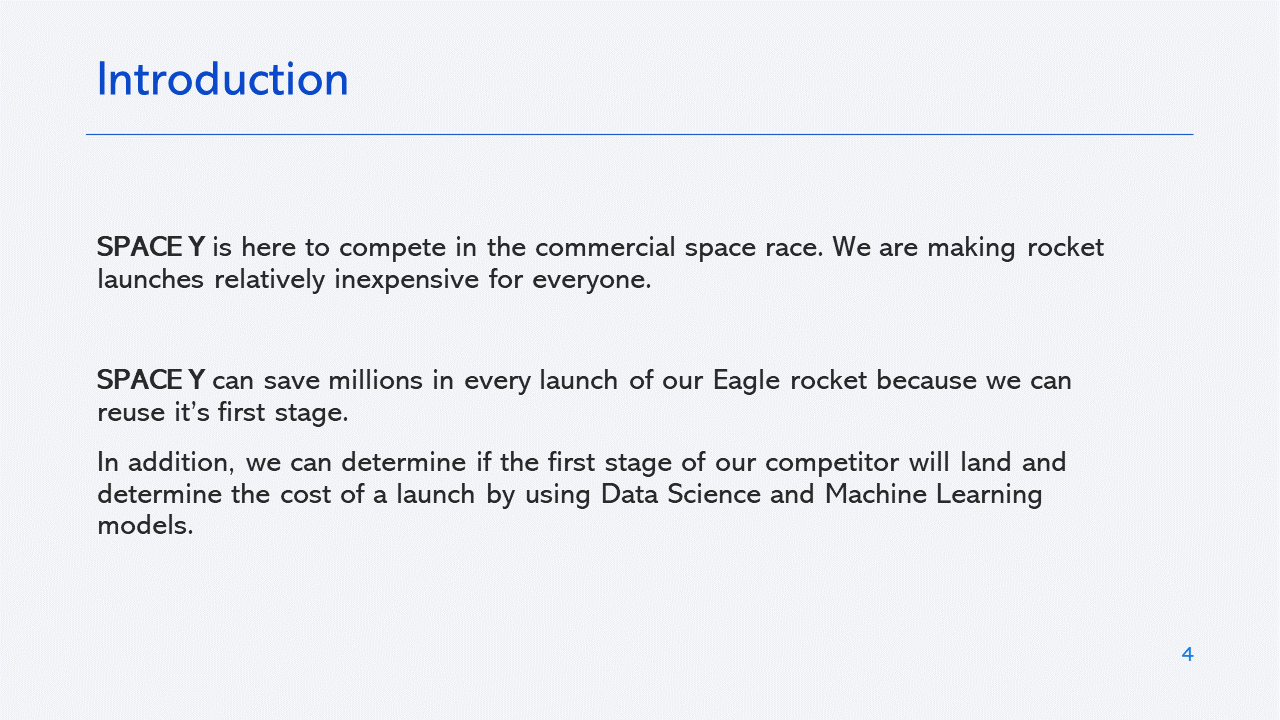 Introduction
SPACE Y is here to compete in the commercial space race. We are making rocket
launches relatively inexpensive for everyone.
SPACE Y can save millions in every launch of our Eagle rocket because we can
reuse it’s first stage.
In addition, we can determine if the first stage of our competitor will land and
determine the cost of a launch by using Data Science and Machine Learning
models.
4